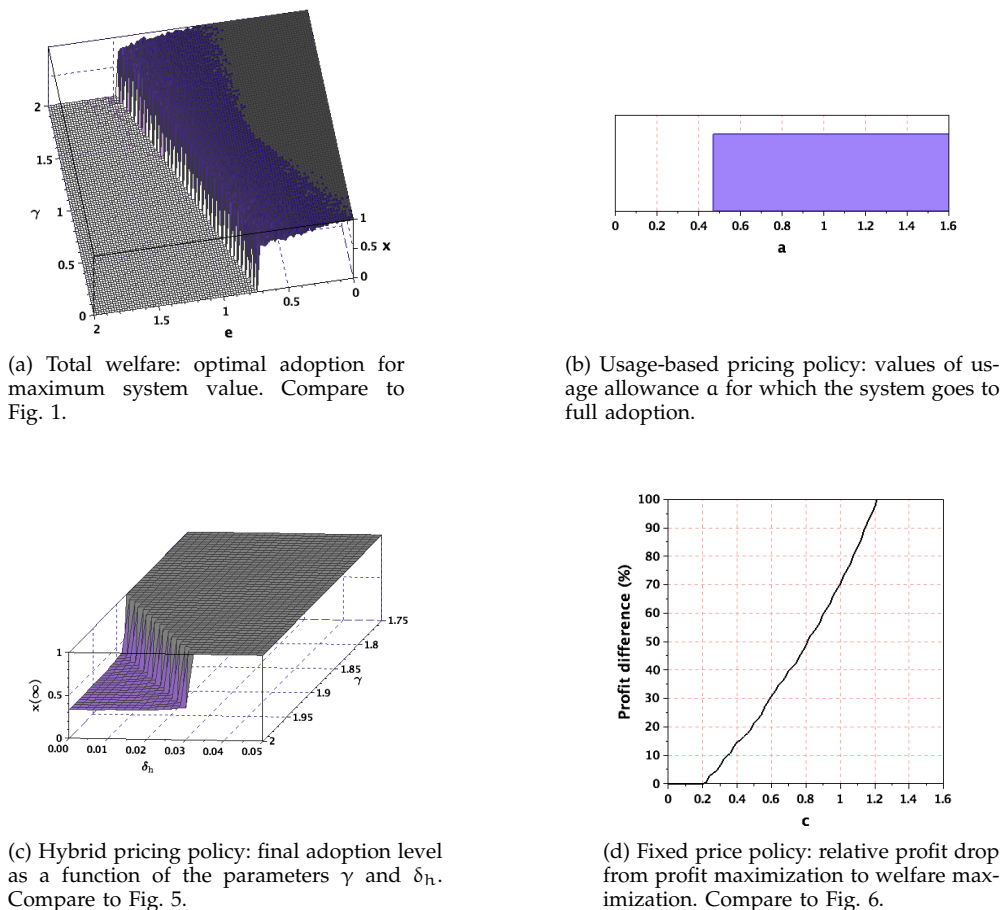 2
1.5
γ
1
0.5
0
2
1.5
1
e
0.5
0
1
0.5
x
0
(a) Total welfare: optimal adoption for
maximum system value. Compare to
Fig. 1.
0 0.2 0.4 0.6 0.8 1 1.2 1.4 1.6
a
(b) Usage-based pricing policy: values of us-
age allowance a for which the system goes to
full adoption.
1
0.5
0
x(∞)
0.00 0.01 0.02 0.03 0.04 0.05
δh
1.75
1.8
1.85
γ
1.9
1.95
2
(c) Hybrid pricing policy: final adoption level
as a function of the parameters γ and δh.
Compare to Fig. 5.
100
90
80
70
60
50
40
30
20
10
0
Profit difference (%)
0 0.2 0.4 0.6 0.8 1 1.2 1.4 1.6
c
(d) Fixed price policy: relative profit drop
from profit maximization to welfare max-
imization. Compare to Fig. 6.